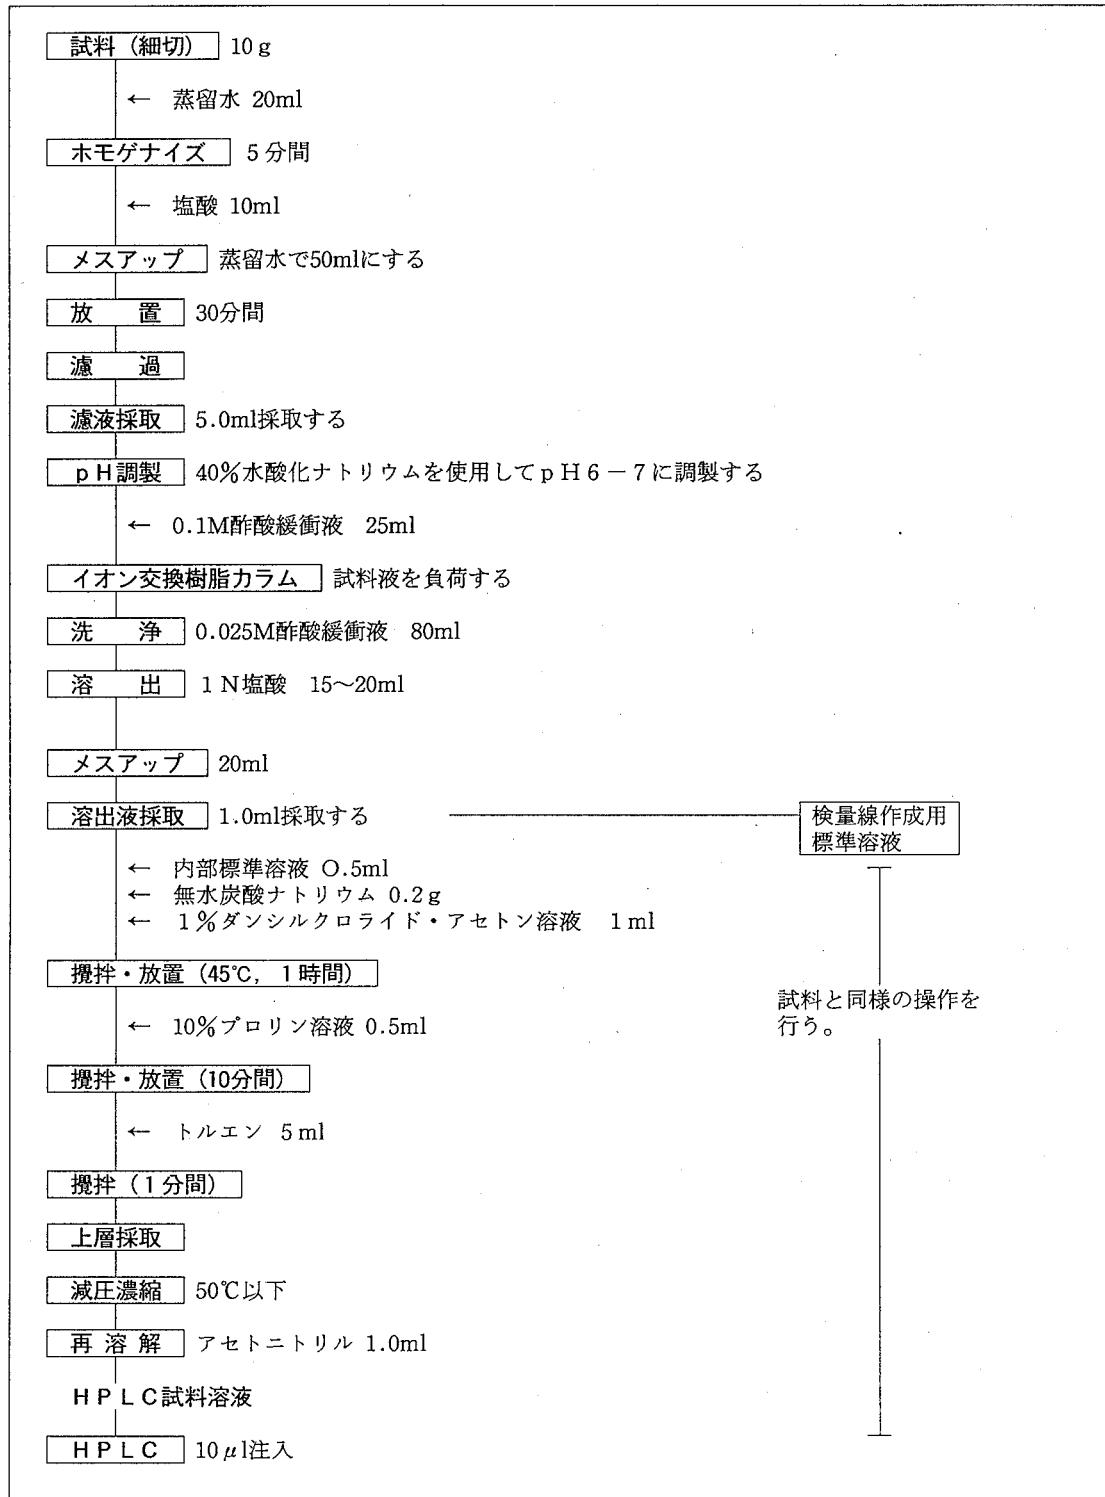 試料（細切） 10g
← 蒸留水 20ml
ホモゲナイズ 5分間
← 塩酸 10ml
メスアップ 蒸留水で50mlにする
放　置 30分間
濾　過
濾液採取 5.0ml採取する
pH調製 40％水酸化ナトリウムを使用してpH6－7に調製する
← 0.1M酢酸緩衝液 25ml
イオン交換樹脂カラム 試料液を負荷する
洗　浄 0.025M酢酸緩衝液 80ml
溶　出 1N塩酸 15～20ml
メスアップ 20ml
溶出液採取 1.0ml採取する
検量線作成用
標準溶液
← 内部標準溶液 0.5ml
← 無水炭酸ナトリウム 0.2g
← 1％ダンシルクロライド・アセトン溶液 1ml
攪拌・放置（45℃，1時間）
試料と同様の操作を
行う。
← 10％プロリン溶液 0.5ml
攪拌・放置（10分間）
← トルエン 5ml
攪拌（1分間）
上層採取
減圧濃縮 50℃以下
再溶解 アセトニトリル 1.0ml
HPLC試料溶液
HPLC 10μl注入